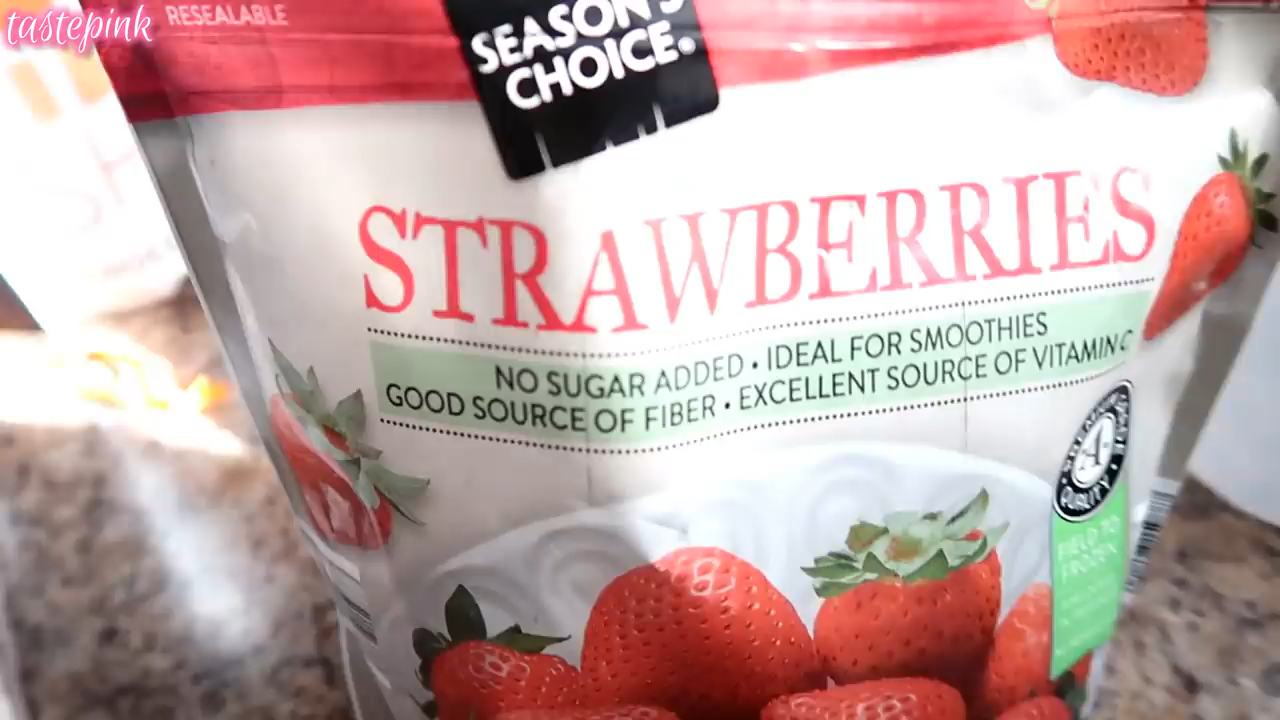 tastepink
RESEALABLE
SEASON'S
CHOICE.
STRAWBERRIES
NO SUGAR ADDED • IDEAL FOR SMOOTHIES
GOOD SOURCE OF FIBER • EXCELLENT SOURCE OF VITAMIN C
A
QUALITY
FIELD TO
FROZEN